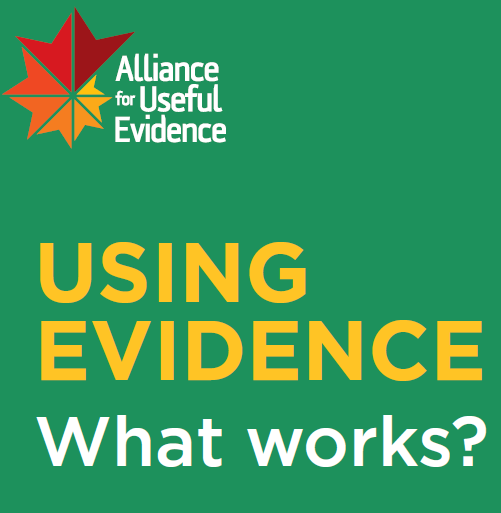 Alliance
for Useful
Evidence
USING
EVIDENCE
What works?